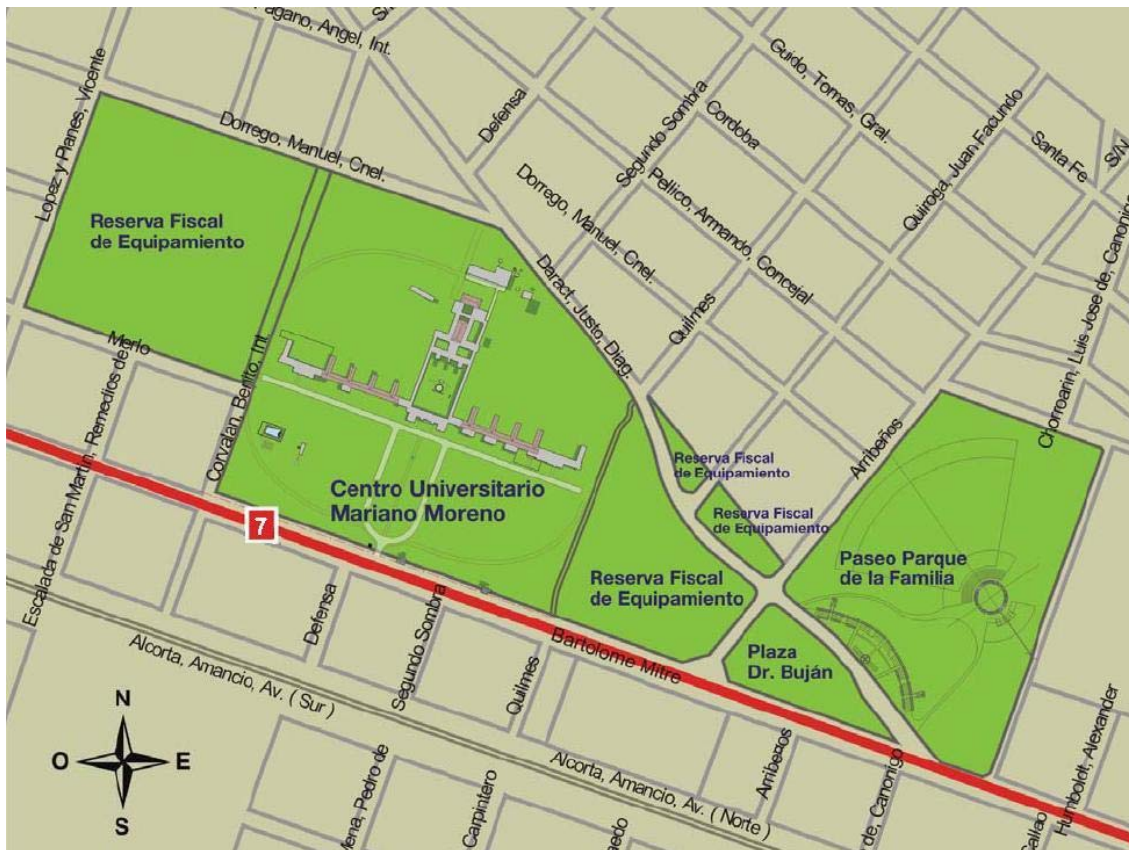 Pagano, Angel, Int.
S/N
Lopez y Planes, Vicente
Dorrego, Manuel, Cnel.
Defensa
Segundo Sombra
Cordoba
Guido, Tomas, Gral.
Quiroga, Juan Facundo
Santa Fe
S/N
Dorrego, Manuel, Cnel.
Pellico, Armando, Concejal
Reserva Fiscal
de Equipamiento
Daract, Justo, Diag.
Quilmes
Chorroarin, Luis Jose de, Canonigo
Merlo
Corvalan, Benito, Int.
Escalada de San Martin, Remedios de
Arribeños
Reserva Fiscal
de Equipamiento
Reserva Fiscal
de Equipamiento
Centro Universitario
Mariano Moreno
7
Paseo Parque
de la Familia
Reserva Fiscal
de Equipamiento
Plaza
Dr. Buján
Bartolome Mitre
Defensa
Segundo Sombra
Quilmes
Alcorta, Amancio, Av. ( Sur )
Arribeños
de, Canonigo
Humboldt, Alexander
Callao
Alcorta, Amancio, Av. ( Norte )
Mena, Pedro de
Carpintero
N
O
E
S